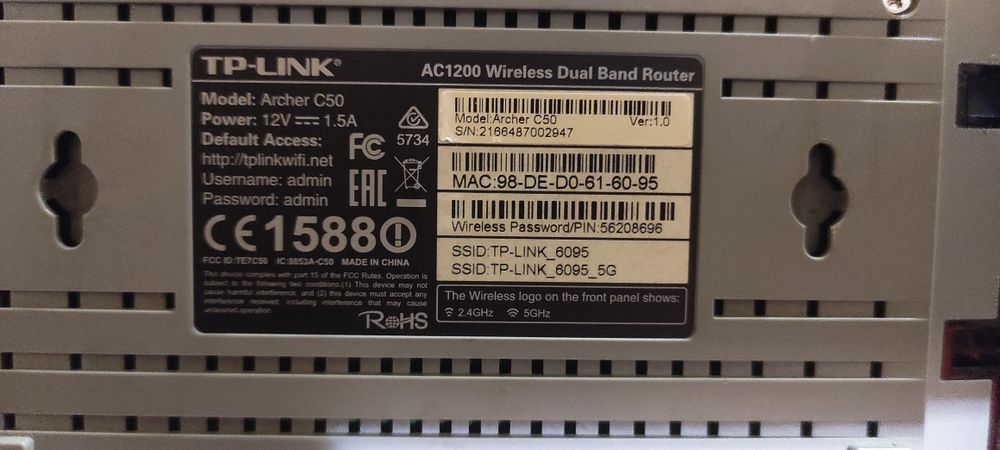 TP-LINK®
AC1200 Wireless Dual Band Router
Model: Archer C50
Power: 12V ⎓ 1.5A
Default Access:
http://tplinkwifi.net
Username: admin
Password: admin
5734
FC
EAC
CE1588
FCC ID:TE7C50 IC:8853A-C50 MADE IN CHINA
This device complies with part 15 of the FCC Rules. Operation is
subject to the following two conditions:(1) This device may not
cause harmful interference, and (2) this device must accept any
interference received, including interference that may cause
undesired operation.
RoHS
Model:Archer C50 Ver:1.0
S/N:2166487002947
MAC:98-DE-D0-61-60-95
Wireless Password/PIN:56208696
SSID:TP-LINK_6095
SSID:TP-LINK_6095_5G
The Wireless logo on the front panel shows:
2.4GHz 5GHz